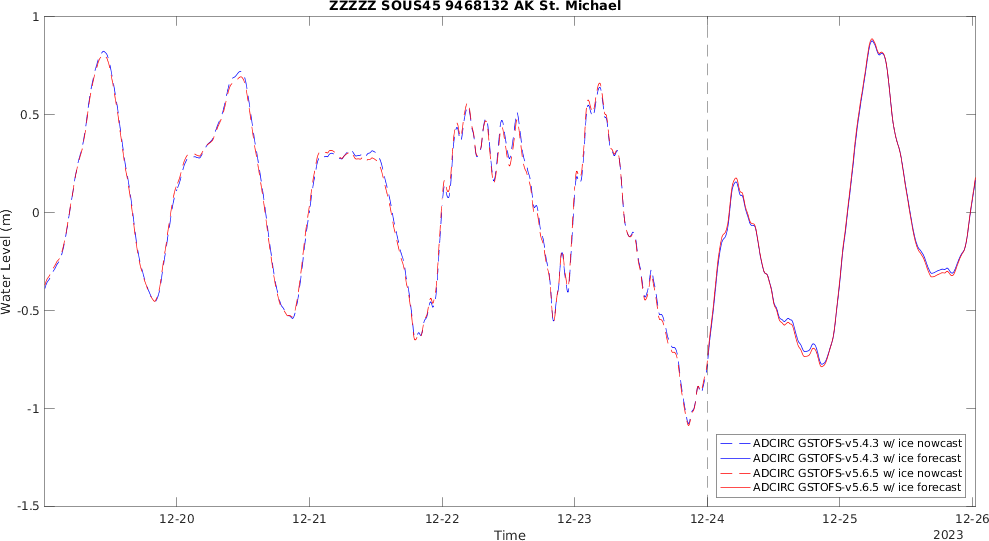 ZZZZZ SOUS45 9468132 AK St. Michael
1
0.5
0
-0.5
-1
-1.5
Water Level (m)
ADCIRC GSTOFS-v5.4.3 w/ ice nowcast
ADCIRC GSTOFS-v5.4.3 w/ ice forecast
ADCIRC GSTOFS-v5.6.5 w/ ice nowcast
ADCIRC GSTOFS-v5.6.5 w/ ice forecast
12-20 12-21 12-22 12-23 12-24 12-25 12-26
Time 2023